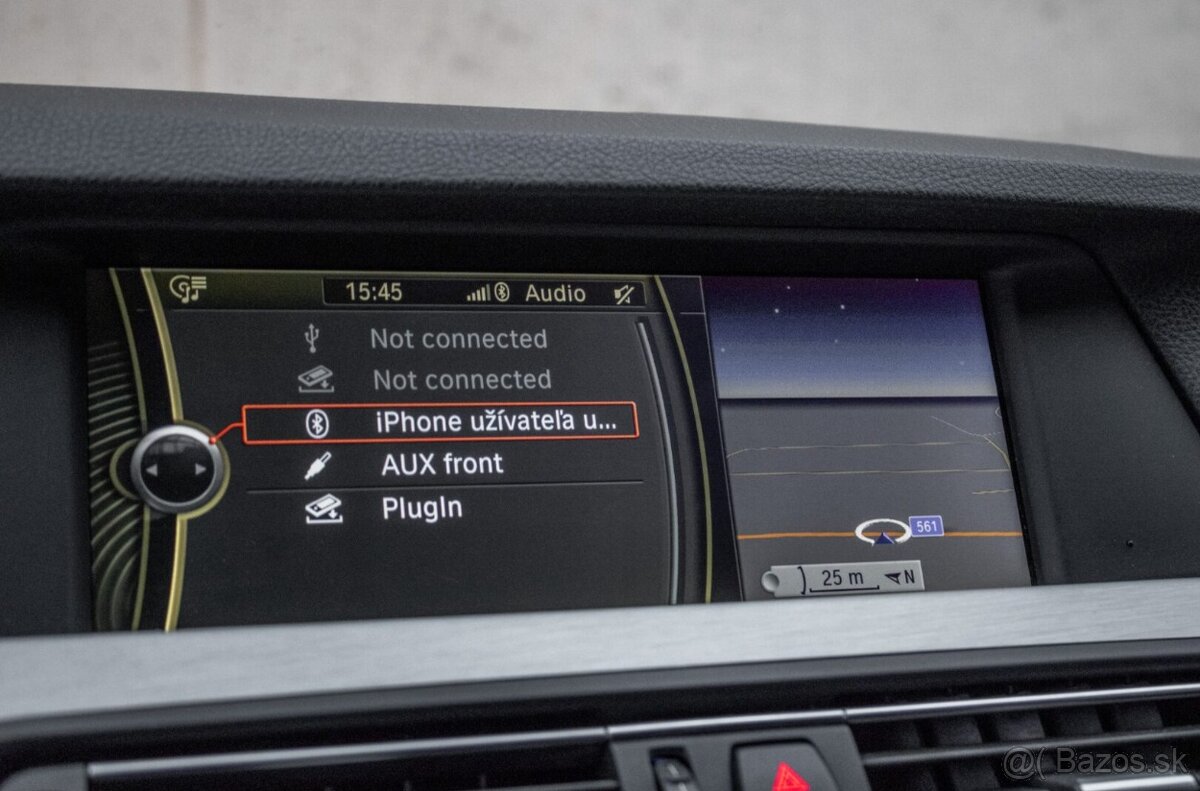 15:45 Audio
Not connected
Not connected
iPhone užívateľa u...
AUX front
PlugIn
561
25 m N
@( Bazos.sk